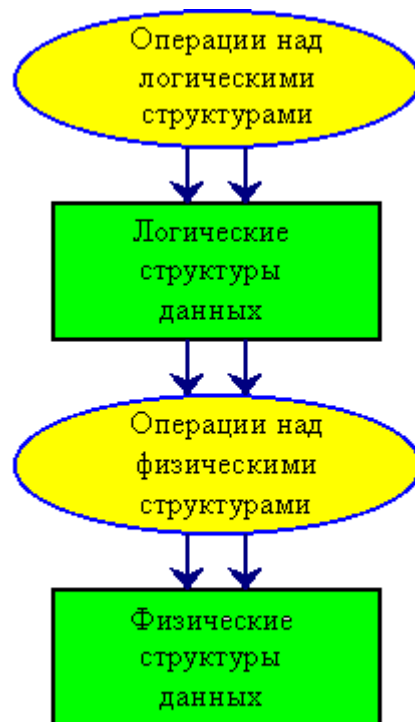 Операции над
логическими
структурами
Логические
структуры
данных
Операции над
физическими
структурами
Физические
структуры
данных